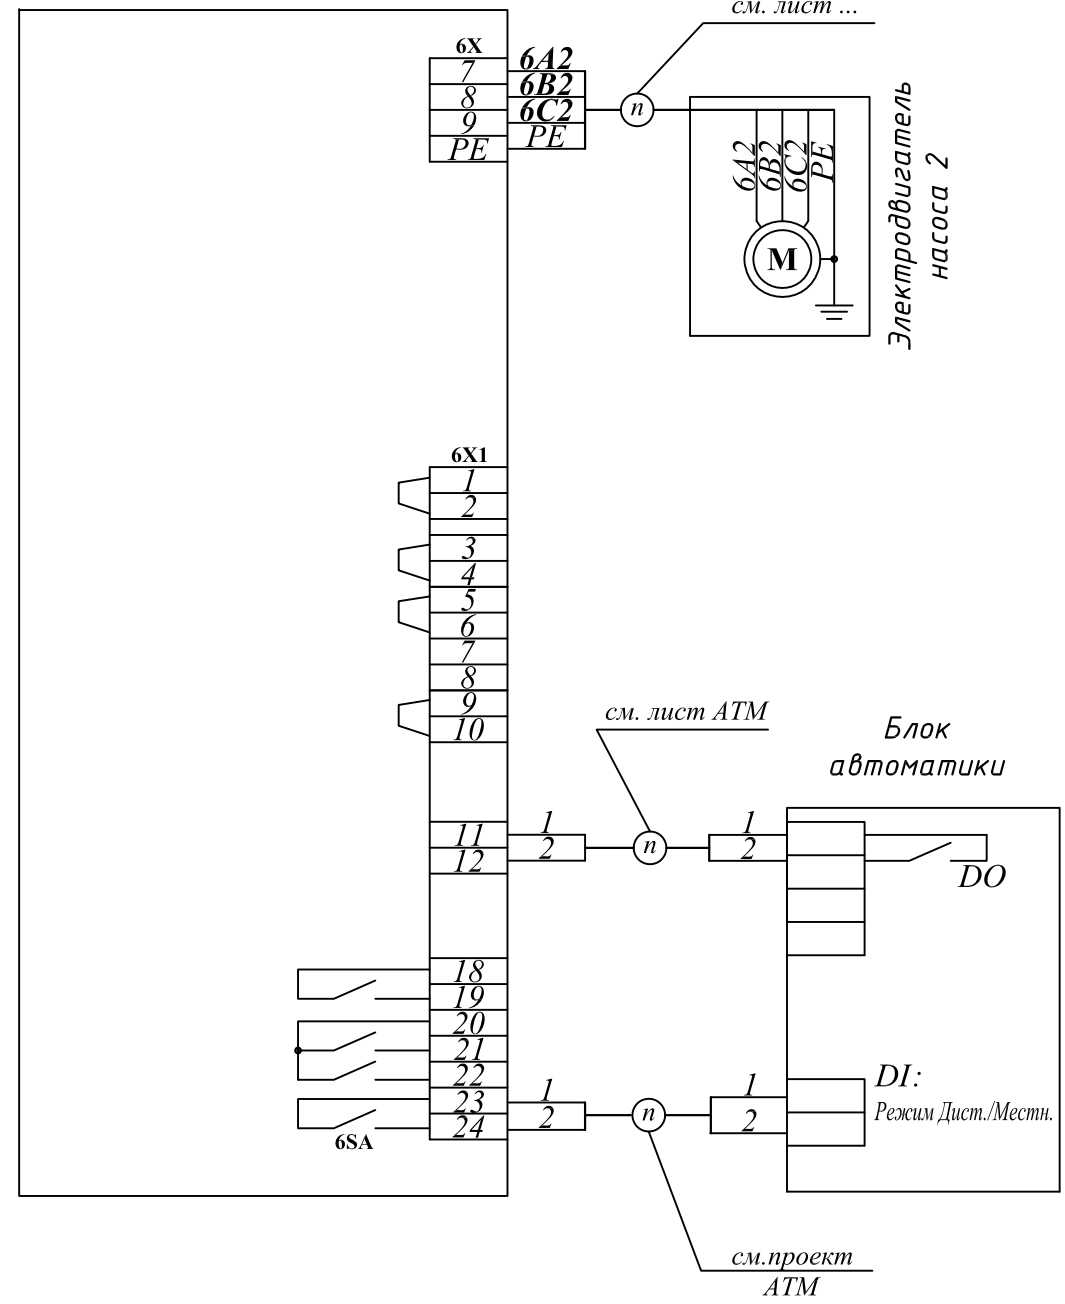 см. лист ...
6X
7
8
9
PE
6A2
6B2
6C2
PE
n
6A2
6B2
6C2
PE
M
Электродвигатель
насоса 2
6X1
1
2
3
4
5
6
7
8
9
10
11
12
1
2
n
см. лист АТМ
1
2
Блок
автоматики
DO
18
19
20
21
22
23
24
6SA
1
2
n
1
2
DI:
Режим Дист./Местн.
см.проект
АТМ